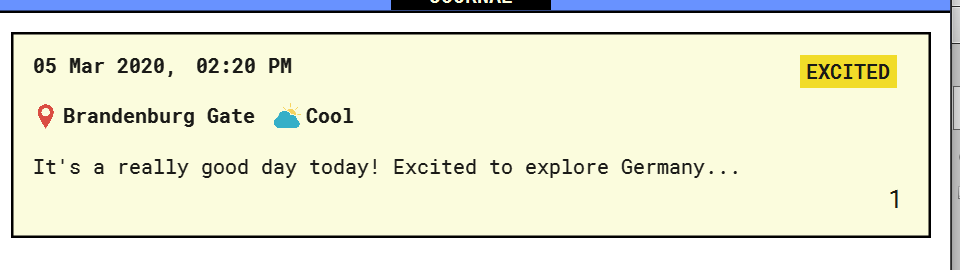 JOURNAL
05 Mar 2020, 02:20 PM
EXCITED
Brandenburg Gate Cool
It's a really good day today! Excited to explore Germany...
1